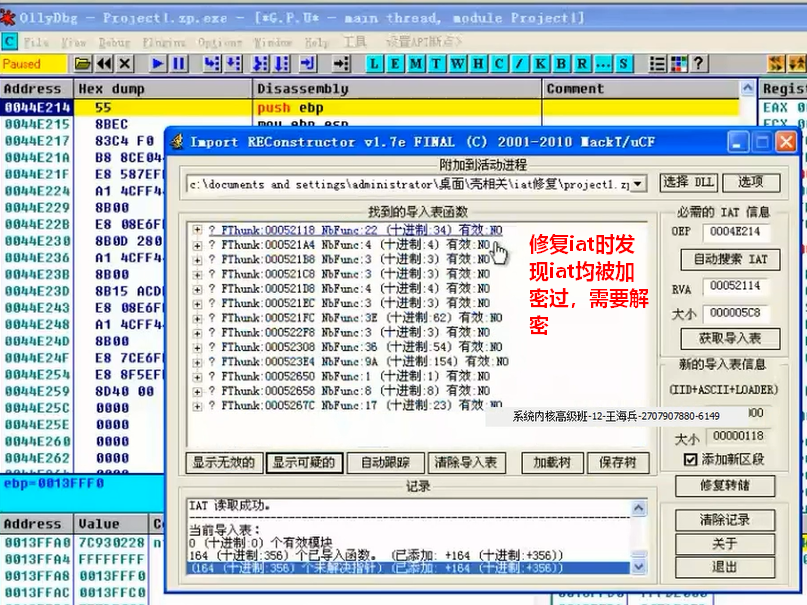 OllyDbg - Project1.zp.exe - [*G.P.U* - main thread, module Project1]
C File View Debug Plugins Options Window Help 工具
Paused L E M T W H C / K B R ... S ?
Address Hex dump Disassembly Comment Regist
0044E214 55 push ebp EAX
0044E215 8BEC mov ebp,esp
0044E217 83C4 F0
0044E21A B8 8CE04
0044E21F E8 587EF
0044E224 A1 4CFF4
0044E229 8B00
0044E22B E8 08E6F
0044E230 8B0D 280
0044E236 A1 4CFF4
0044E23B 8B00
0044E23D 8B15 ACD
0044E243 E8 08E6F
0044E248 A1 4CFF4
0044E24D 8B00
0044E24F E8 7CE6F
0044E254 E8 8F5EF
0044E259 8D40 00
0044E25C 0000
0044E25E 0000
0044E260 0000
0044E262 0000
ebp=0013FFF0
Address Value
0013FFA0 7C930228
0013FFA4 FFFFFFFF
0013FFA8 0013FFF0
0013FFAC 0013FFC0
Import REConstructor v1.7e FINAL (C) 2001-2010 MackT/uCF
附加到活动进程
c:\documents and settings\administrator\桌面\壳相关\iat修复\project1.z
选择 DLL
选项
找到的导入表函数
? FThunk:00052118 NbFunc:22 (十进制:34) 有效:NO
? FThunk:000521A4 NbFunc:4 (十进制:4) 有效:NO
? FThunk:000521B8 NbFunc:3 (十进制:3) 有效:NO
? FThunk:000521C8 NbFunc:3 (十进制:3) 有效:NO
? FThunk:000521D8 NbFunc:4 (十进制:4) 有效:NO
? FThunk:000521EC NbFunc:3 (十进制:3) 有效:NO
? FThunk:000521FC NbFunc:3E (十进制:62) 有效:NO
? FThunk:000522F8 NbFunc:3 (十进制:3) 有效:NO
? FThunk:00052308 NbFunc:36 (十进制:54) 有效:NO
? FThunk:000523E4 NbFunc:9A (十进制:154) 有效:NO
? FThunk:00052650 NbFunc:1 (十进制:1) 有效:NO
? FThunk:00052658 NbFunc:8 (十进制:8) 有效:NO
? FThunk:0005267C NbFunc:17 (十进制:23) 有效:NO
修复iat时发
现iat均被加
密过，需要解
密
系统内核高级班-12-王海兵-2707907880-6149
显示无效的
显示可疑的
自动跟踪
清除导入表
加载树
保存树
必需的 IAT 信息
OEP 0004E214
自动搜索 IAT
RVA 00052114
大小 000005C8
获取导入表
新的导入表信息
(IID+ASCII+LOADER)
大小 00000118
添加新区段
修复转储
记录
IAT 读取成功。
当前导入表：
0 (十进制:0) 个有效模块
164 (十进制:356) 个已导入函数。 (已添加: +164 (十进制:+356))
(164 (十进制:356) 个未解决指针) (已添加: +164 (十进制:+356))
清除记录
关于
退出